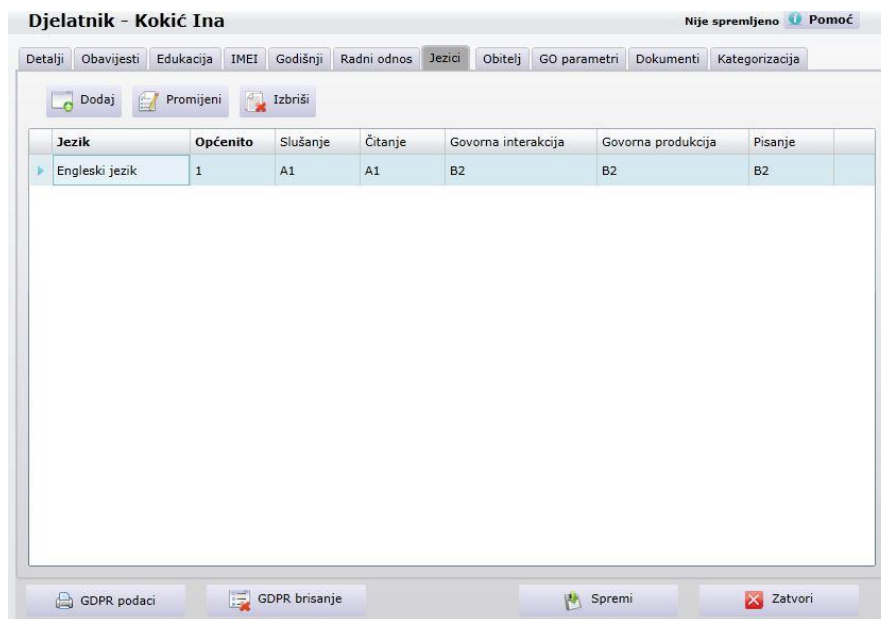 Djelatnik - Kokić Ina
Nije spremljeno Pomoć
Detalji Obavijesti Edukacija IMEI Godišnji Radni odnos Jezici Obitelj GO parametri Dokumenti Kategorizacija
Dodaj Promijeni Izbriši
Jezik Općenito Slušanje Čitanje Govorna interakcija Govorna produkcija Pisanje
Engleski jezik 1 A1 A1 B2 B2 B2
GDPR podaci GDPR brisanje Spremi Zatvori